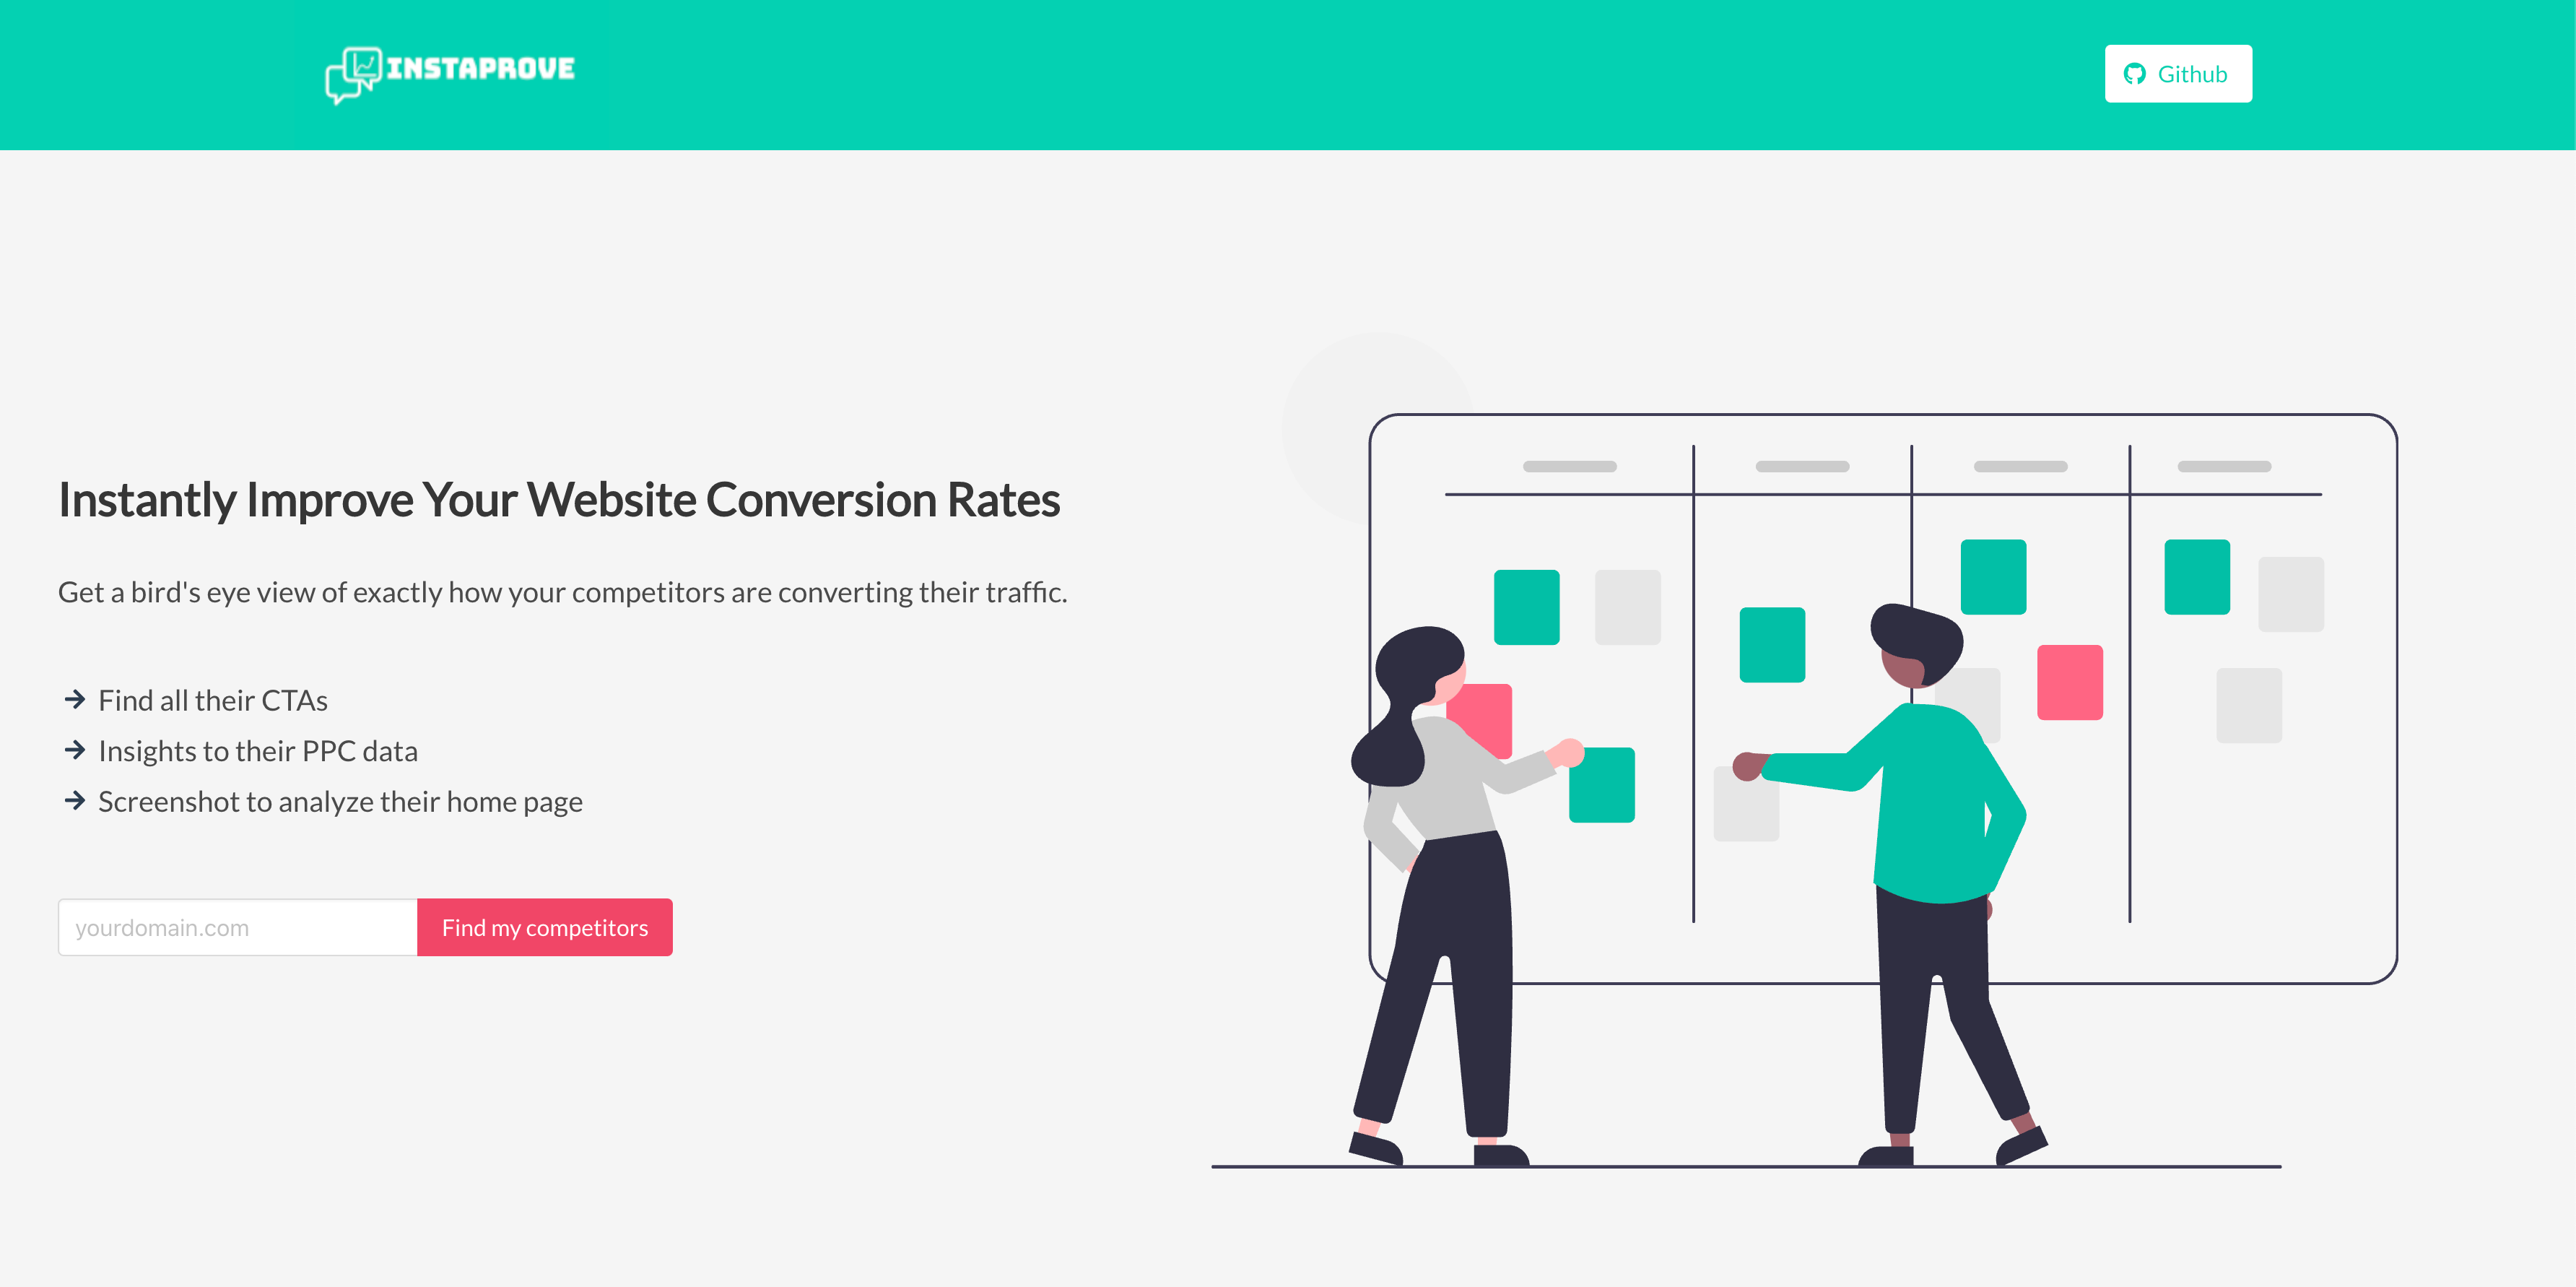 INSTAPROVE
Github
Instantly Improve Your Website Conversion Rates
Get a bird's eye view of exactly how your competitors are converting their traffic.
Find all their CTAs
Insights to their PPC data
Screenshot to analyze their home page
yourdomain.com
Find my competitors